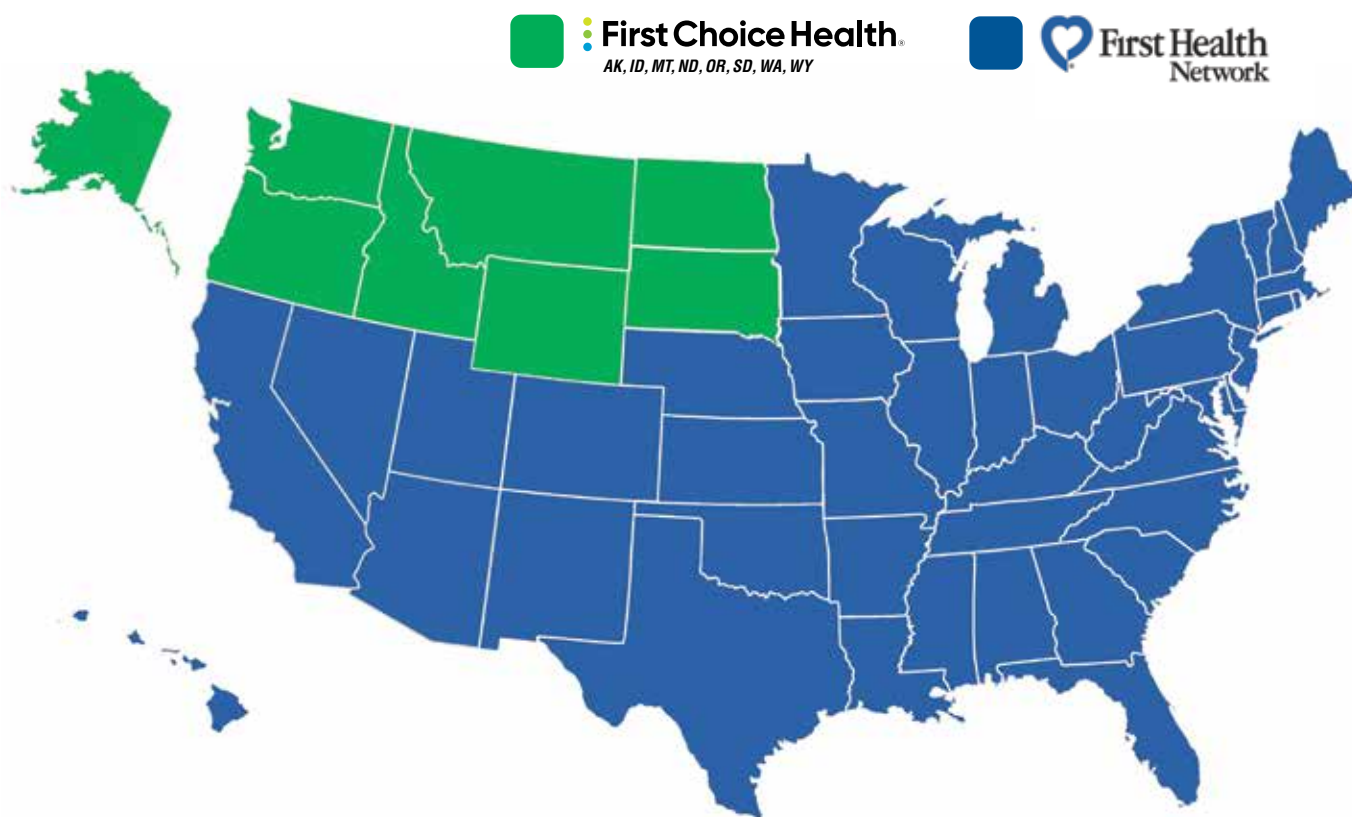 First Choice Health®
AK, ID, MT, ND, OR, SD, WA, WY
First Health
Network